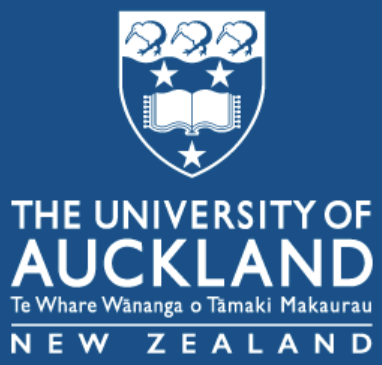 THE UNIVERSITY OF
AUCKLAND
Te Whare Wānanga o Tāmaki Makaurau
NEW ZEALAND